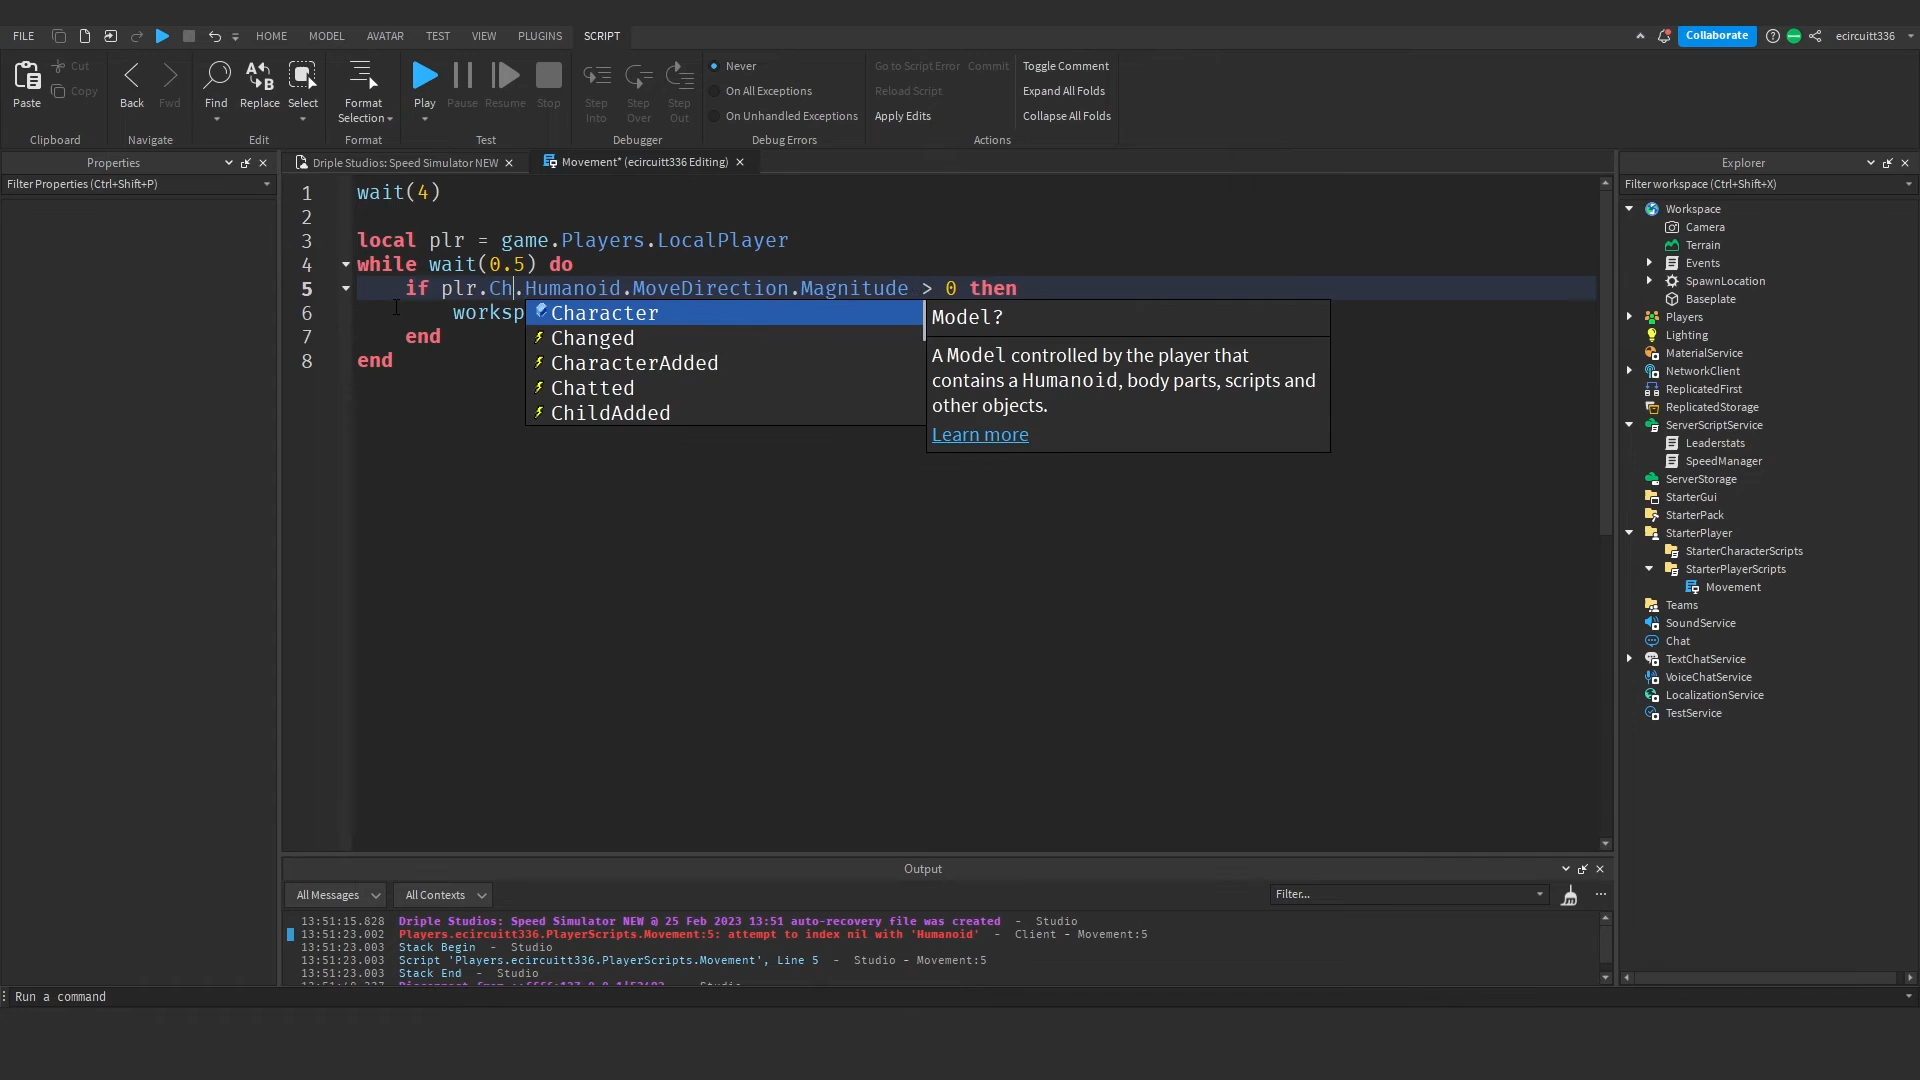 FILE HOME MODEL AVATAR TEST VIEW PLUGINS SCRIPT Collaborate ecircuitt336
Paste Cut Copy Back Fwd Find Replace Select Format Selection Play Pause Resume Stop Step Into Step Over Step Out
Never Go to Script Error Commit Toggle Comment
On All Exceptions Reload Script Expand All Folds
On Unhandled Exceptions Apply Edits Collapse All Folds
Clipboard Navigate Edit Format Test Debugger Debug Errors Actions
Properties
Filter Properties (Ctrl+Shift+P)
Driple Studios: Speed Simulator NEW
Movement* (ecircuitt336 Editing)
1 wait(4)
2
3 local plr = game.Players.LocalPlayer
4 while wait(0.5) do
5 if plr.Ch.Humanoid.MoveDirection.Magnitude > 0 then
6 worksp
7 end
8 end
Character
Changed
CharacterAdded
Chatted
ChildAdded
Model?
A Model controlled by the player that
contains a Humanoid, body parts, scripts and
other objects.
Learn more
Explorer
Filter workspace (Ctrl+Shift+X)
Workspace
Camera
Terrain
Events
SpawnLocation
Baseplate
Players
Lighting
MaterialService
NetworkClient
ReplicatedFirst
ReplicatedStorage
ServerScriptService
Leaderstats
SpeedManager
ServerStorage
StarterGui
StarterPack
StarterPlayer
StarterCharacterScripts
StarterPlayerScripts
Movement
Teams
SoundService
Chat
TextChatService
VoiceChatService
LocalizationService
TestService
Output
All Messages All Contexts Filter...
13:51:15.828 Driple Studios: Speed Simulator NEW @ 25 Feb 2023 13:51 auto-recovery file was created - Studio
13:51:23.002 Players.ecircuitt336.PlayerScripts.Movement:5: attempt to index nil with 'Humanoid' - Client - Movement:5
13:51:23.003 Stack Begin - Studio
13:51:23.003 Script 'Players.ecircuitt336.PlayerScripts.Movement', Line 5 - Studio - Movement:5
13:51:23.003 Stack End - Studio
Run a command